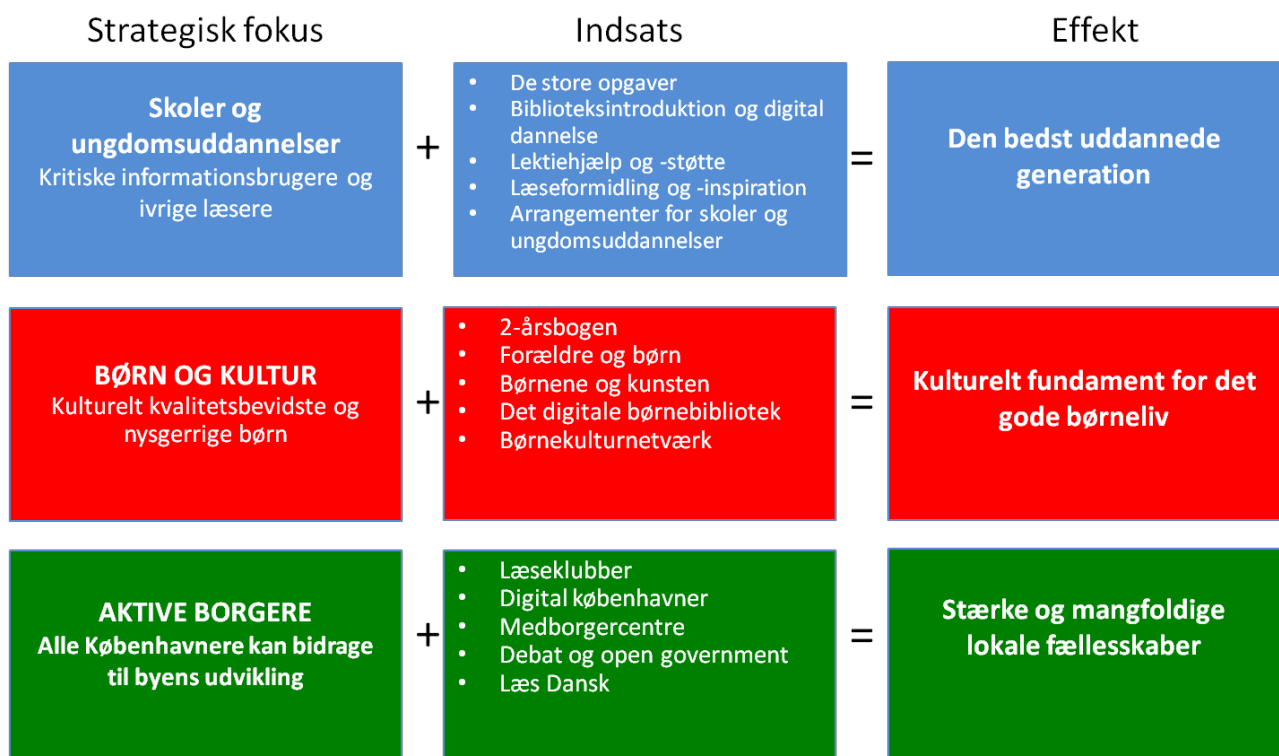 Strategisk fokus
Indsats
Effekt
Skoler og
ungdomsuddannelser
Kritiske informationsbrugere og
ivrige læsere
+
• De store opgaver
• Biblioteksintroduktion og digital
dannelse
• Lektiehjælp og -støtte
• Læseformidling og -inspiration
• Arrangementer for skoler og
ungdomsuddannelser
=
Den bedst uddannede
generation
BØRN OG KULTUR
Kulturelt kvalitetsbevidste og
nysgerrige børn
+
• 2-årsbogen
• Forældre og børn
• Børnene og kunsten
• Det digitale børnebibliotek
• Børnekulturnetværk
=
Kulturelt fundament for det
gode børneliv
AKTIVE BORGERE
Alle Københavnere kan bidrage
til byens udvikling
+
• Læseklubber
• Digital københavner
• Medborgercentre
• Debat og open government
• Læs Dansk
=
Stærke og mangfoldige
lokale fællesskaber